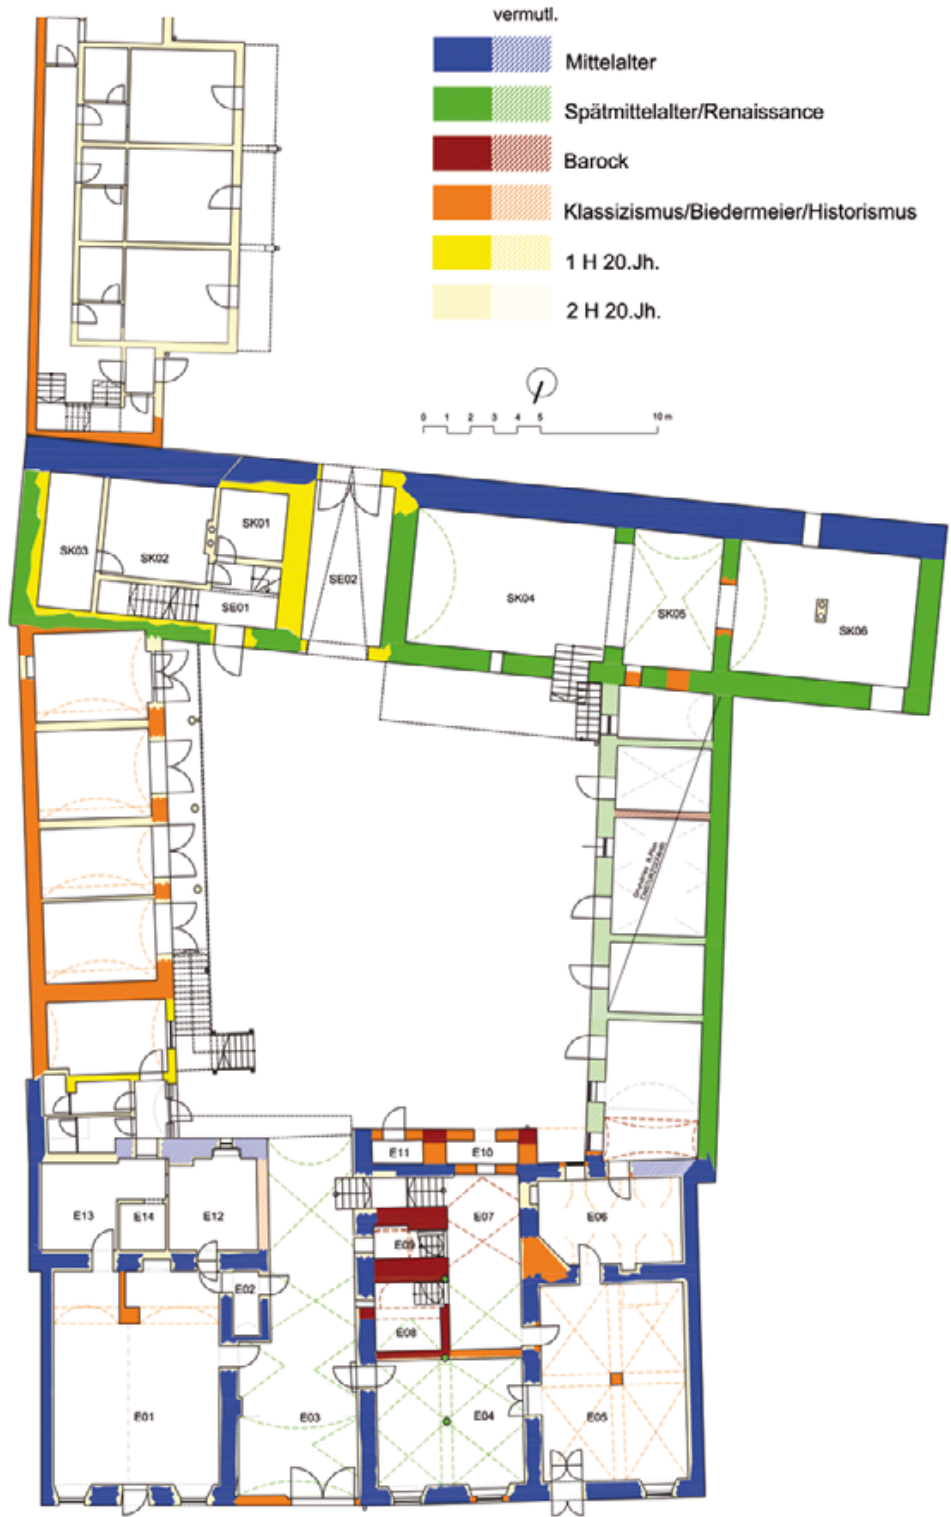 vermutl.
Mittelalter
Spätmittelalter/Renaissance
Barock
Klassizismus/Biedermeier/Historismus
1 H 20.Jh.
2 H 20.Jh.
0 1 2 3 4 5 10 m
SK01
SK03
SK02
SE02
SE01
SK04
SK05
SK06
E11
E10
E13
E14
E12
E07
E06
E09
E02
E08
E01
E03
E04
E05